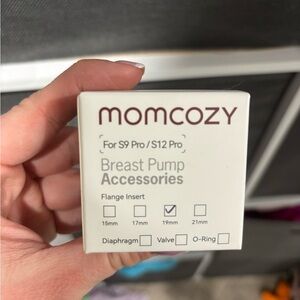 momcozy
For S9 Pro / S12 Pro
Breast Pump
Accessories
Flange Insert
15mm 17mm 19mm 21mm
Diaphragm Valve O-Ring